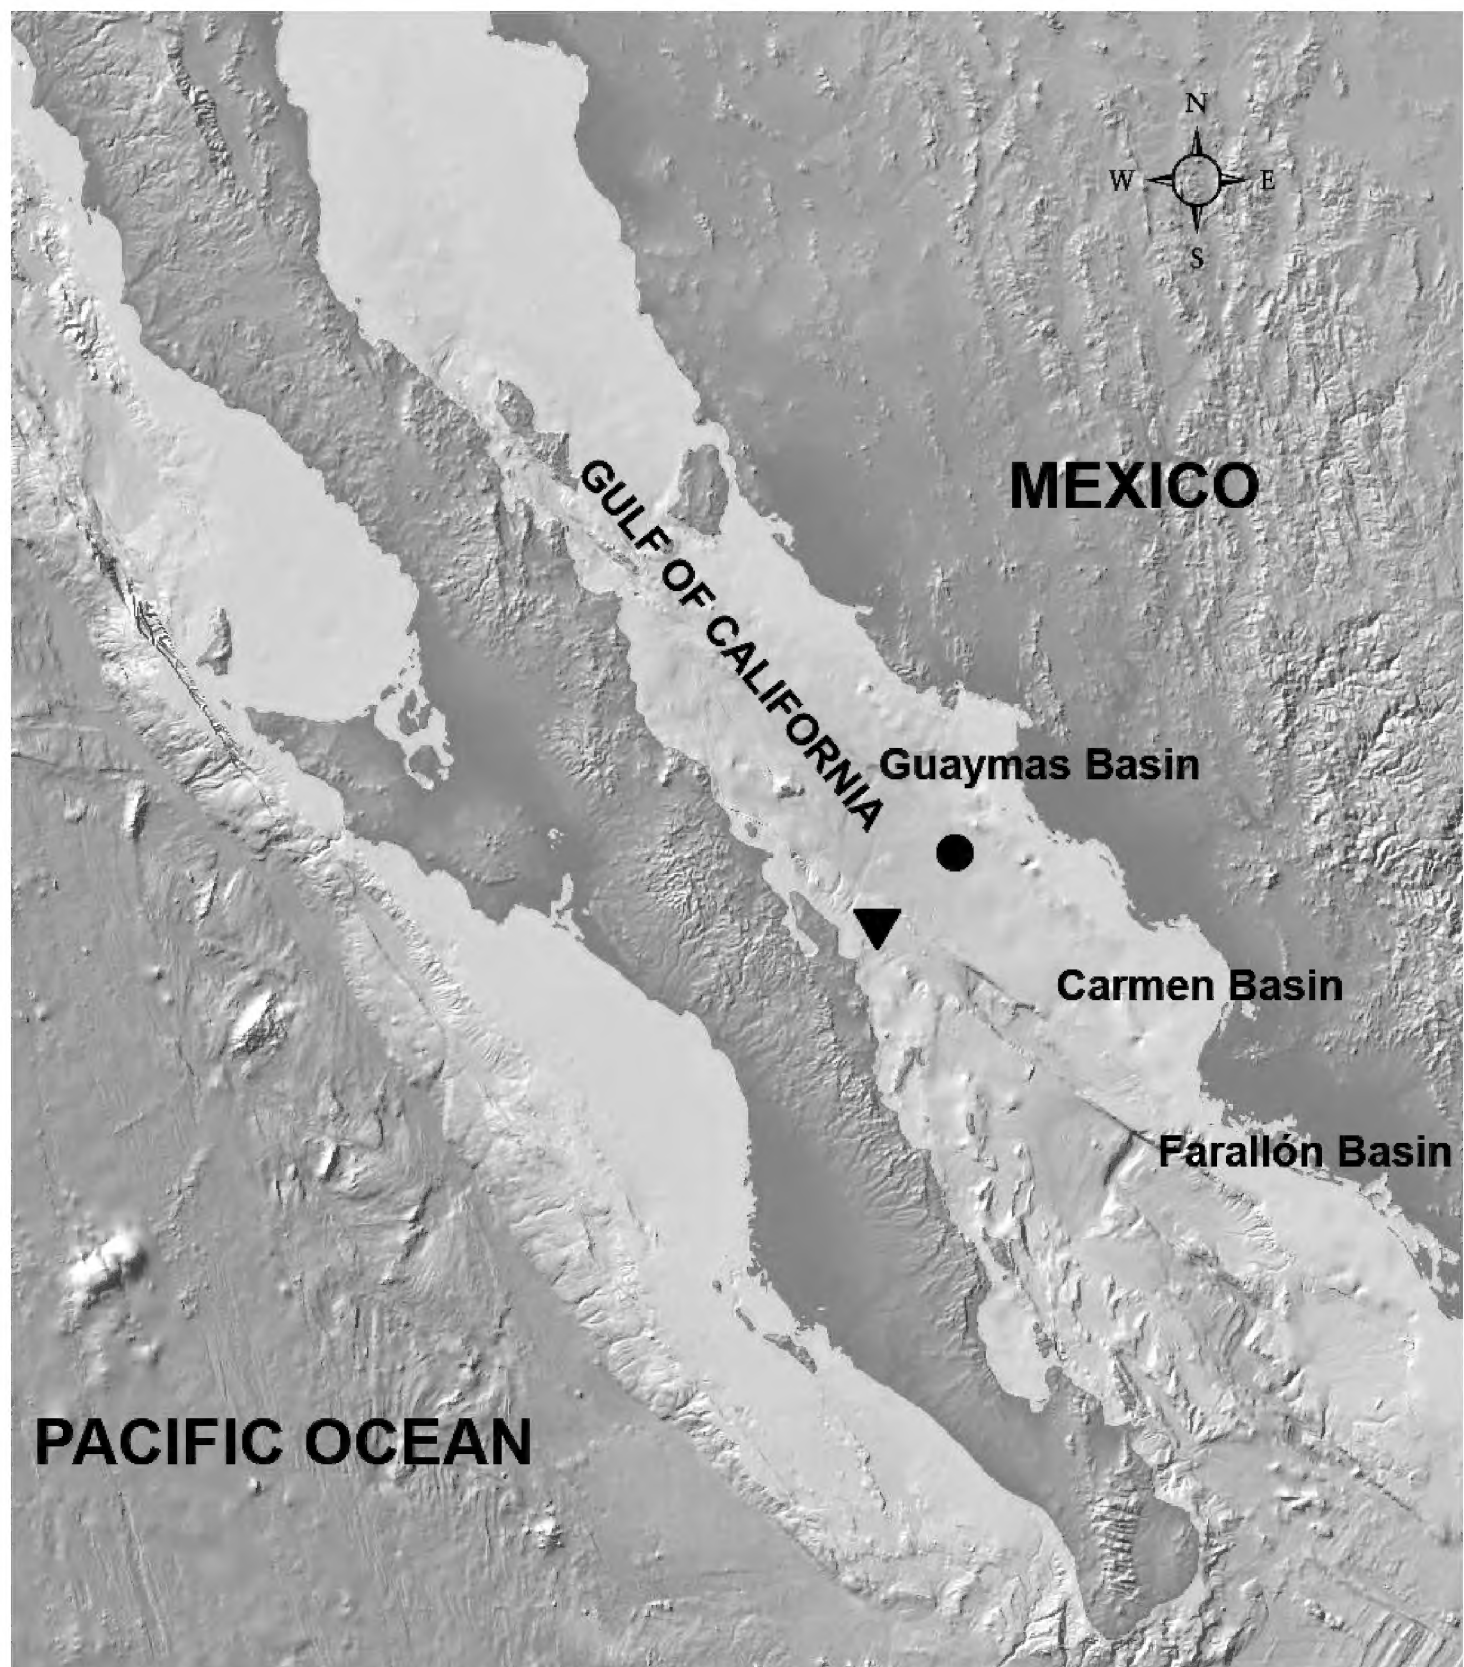 N
W E
S
MEXICO
GULF OF CALIFORNIA
Guaymas Basin
Carmen Basin
Farallón Basin
PACIFIC OCEAN